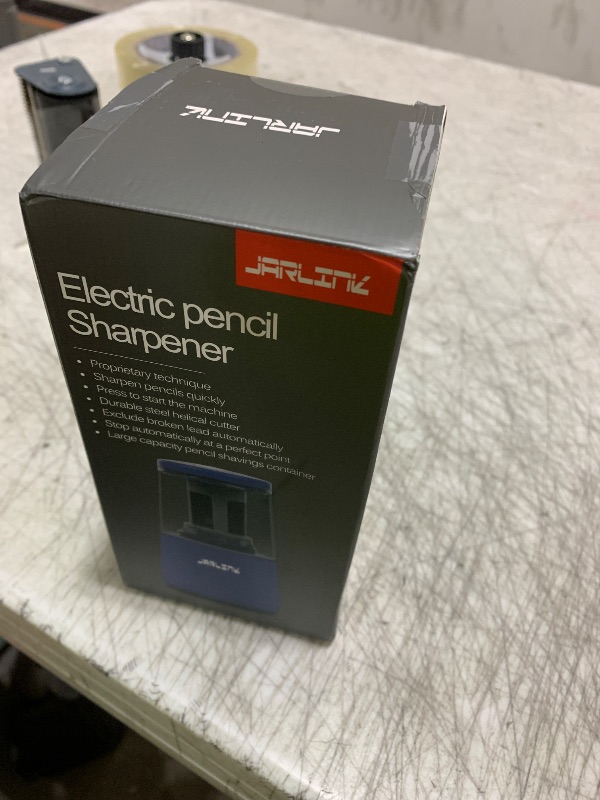 JARLINK
JARLINK
Electric pencil
Sharpener
• Proprietary technique
• Sharpen pencils quickly
• Press to start the machine
• Durable steel helical cutter
• Exclude broken lead automatically
• Stop automatically at a perfect point
• Large capacity pencil shavings container
JARLINK